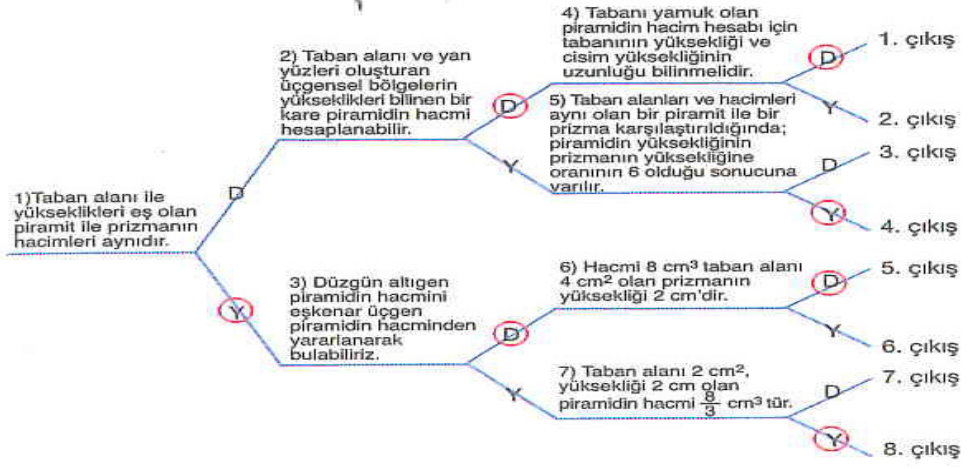 1)Taban alanı ile
yükseklikleri eş olan
piramit ile prizmanın
hacimleri aynıdır.
D
Y
2) Taban alanı ve yan
yüzleri oluşturan
üçgensel bölgelerin
yükseklikleri bilinen bir
kare piramidin hacmi
hesaplanabilir.
D
Y
3) Düzgün altıgen
piramidin hacmini
eşkenar üçgen
piramidin hacminden
yararlanarak
bulabiliriz.
D
Y
4) Tabanı yamuk olan
piramidin hacim hesabı için
tabanının yüksekliği ve
cisim yüksekliğinin
uzunluğu bilinmelidir.
D
1. çıkış
Y
2. çıkış
5) Taban alanları ve hacimleri
aynı olan bir piramit ile bir
prizma karşılaştırıldığında;
piramidin yüksekliğinin
prizmanın yüksekliğine
oranının 6 olduğu sonucuna
varılır.
D
3. çıkış
Y
4. çıkış
6) Hacmi 8 cm³ taban alanı
4 cm² olan prizmanın
yüksekliği 2 cm'dir.
D
5. çıkış
Y
6. çıkış
7) Taban alanı 2 cm²,
yüksekliği 2 cm olan
piramidin hacmi 8/3 cm³ tür.
D
7. çıkış
Y
8. çıkış